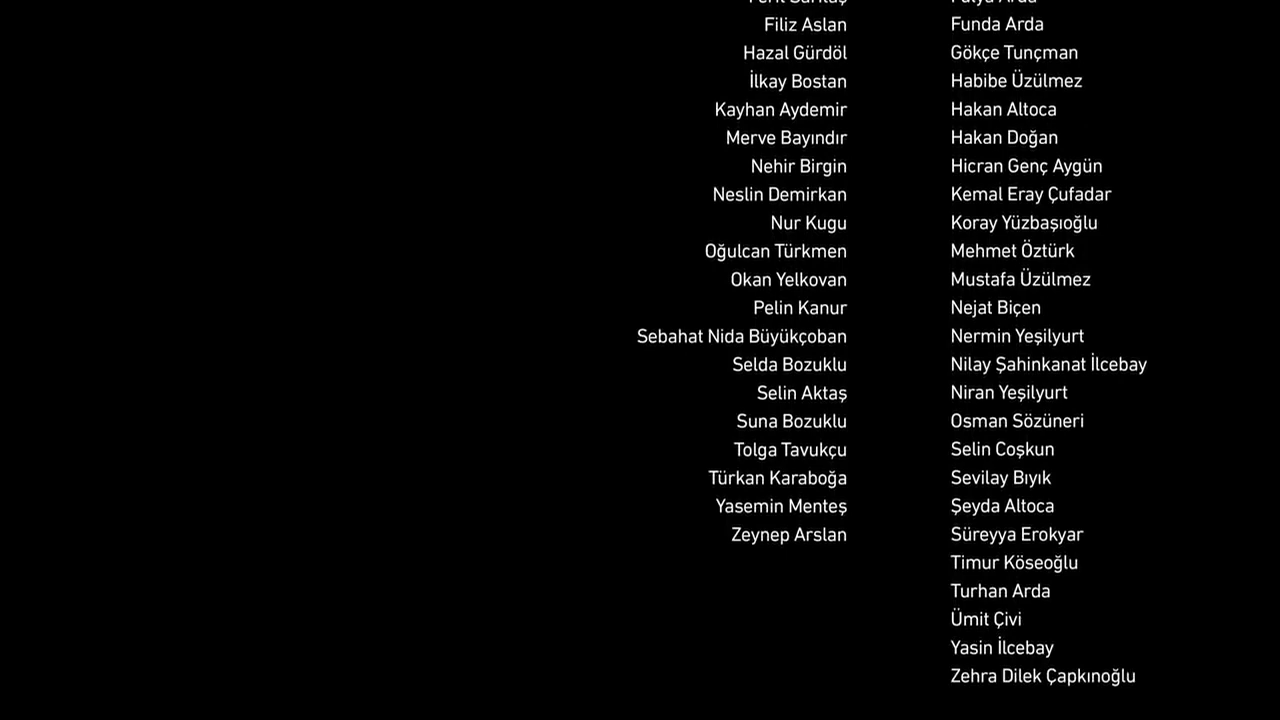 Filiz Aslan
Hazal Gürdöl
İlkay Bostan
Kayhan Aydemir
Merve Bayındır
Nehir Birgin
Neslin Demirkan
Nur Kugu
Oğulcan Türkmen
Okan Yelkovan
Pelin Kanur
Sebahat Nida Büyükçoban
Selda Bozuklu
Selin Aktaş
Suna Bozuklu
Tolga Tavukçu
Türkan Karaboğa
Yasemin Menteş
Zeynep Arslan
Funda Arda
Gökçe Tunçman
Habibe Üzülmez
Hakan Altoca
Hakan Doğan
Hicran Genç Aygün
Kemal Eray Çufadar
Koray Yüzbaşıoğlu
Mehmet Öztürk
Mustafa Üzülmez
Nejat Biçen
Nermin Yeşilyurt
Nilay Şahinkanat İlcebay
Niran Yeşilyurt
Osman Sözüneri
Selin Coşkun
Sevilay Bıyık
Şeyda Altoca
Süreyya Erokyar
Timur Köseoğlu
Turhan Arda
Ümit Çivi
Yasin İlcebay
Zehra Dilek Çapkınoğlu